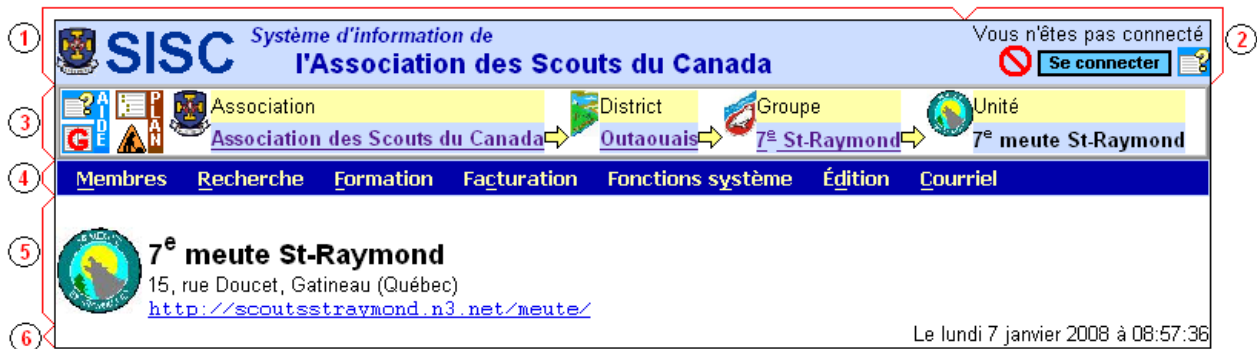 1
SISC
Système d'information de
l'Association des Scouts du Canada
Vous n'êtes pas connecté
Se connecter
2
3
AIDE
G
PLAN
Association
Association des Scouts du Canada
District
Outaouais
Groupe
7e St-Raymond
Unité
7e meute St-Raymond
4
Membres Recherche Formation Facturation Fonctions système Édition Courriel
5
7e meute St-Raymond
15, rue Doucet, Gatineau (Québec)
http://scoutsstraymond.n3.net/meute/
6
Le lundi 7 janvier 2008 à 08:57:36